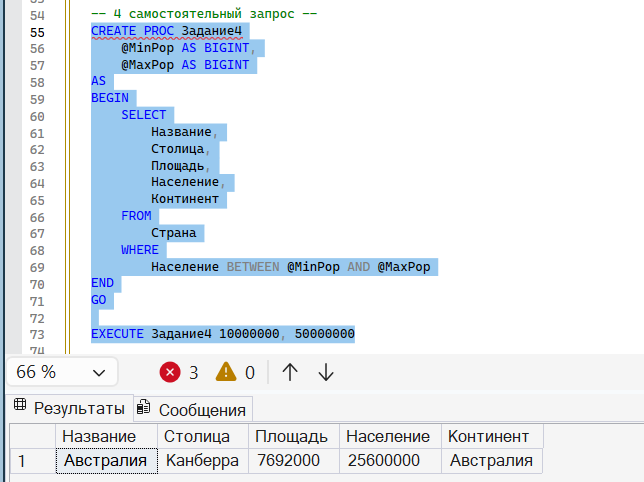 54 -- 4 самостоятельный запрос --
55 CREATE PROC Задание4
56 @MinPop AS BIGINT,
57 @MaxPop AS BIGINT
58 AS
59 BEGIN
60 SELECT
61 Название,
62 Столица,
63 Площадь,
64 Население,
65 Континент
66 FROM
67 Страна
68 WHERE
69 Население BETWEEN @MinPop AND @MaxPop
70 END
71 GO
72
73 EXECUTE Задание4 10000000, 50000000
74
66 % 3 0
Результаты Сообщения
Название Столица Площадь Население Континент
1 Австралия Канберра 7692000 25600000 Австралия